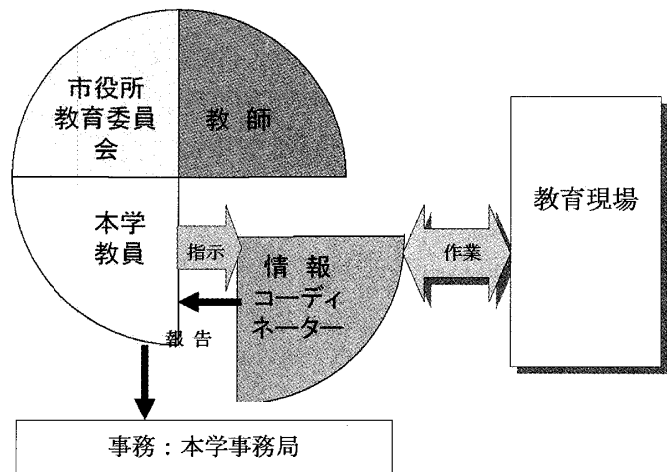 市役所
教育委員
会
教 師
本学
教員
指示
情 報
コーディ
ネーター
報 告
作業
教育現場
事務：本学事務局